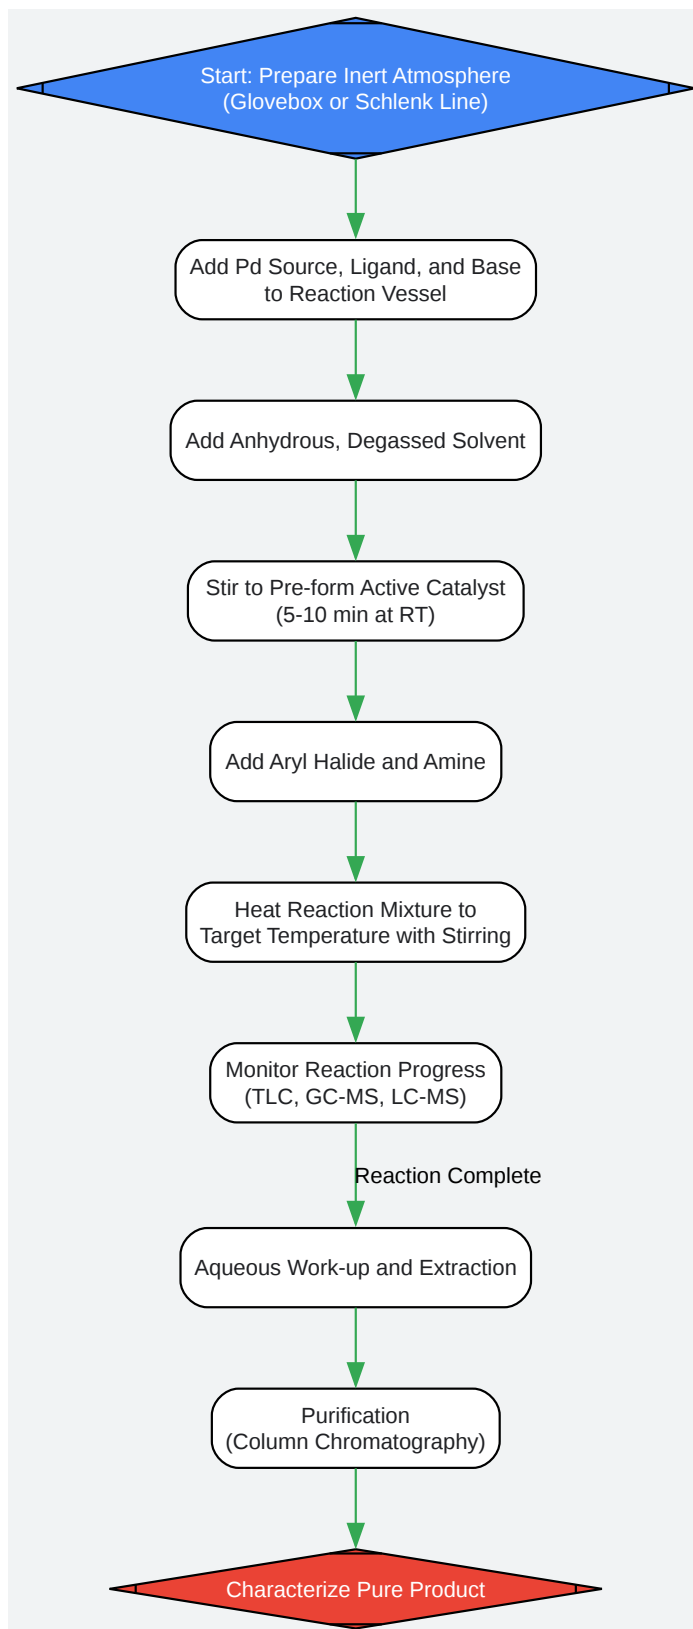 Start: Prepare Inert Atmosphere
(Glovebox or Schlenk Line)
Add Pd Source, Ligand, and Base
to Reaction Vessel
Add Anhydrous, Degassed Solvent
Stir to Pre-form Active Catalyst
(5-10 min at RT)
Add Aryl Halide and Amine
Heat Reaction Mixture to
Target Temperature with Stirring
Monitor Reaction Progress
(TLC, GC-MS, LC-MS)
Reaction Complete
Aqueous Work-up and Extraction
Purification
(Column Chromatography)
Characterize Pure Product